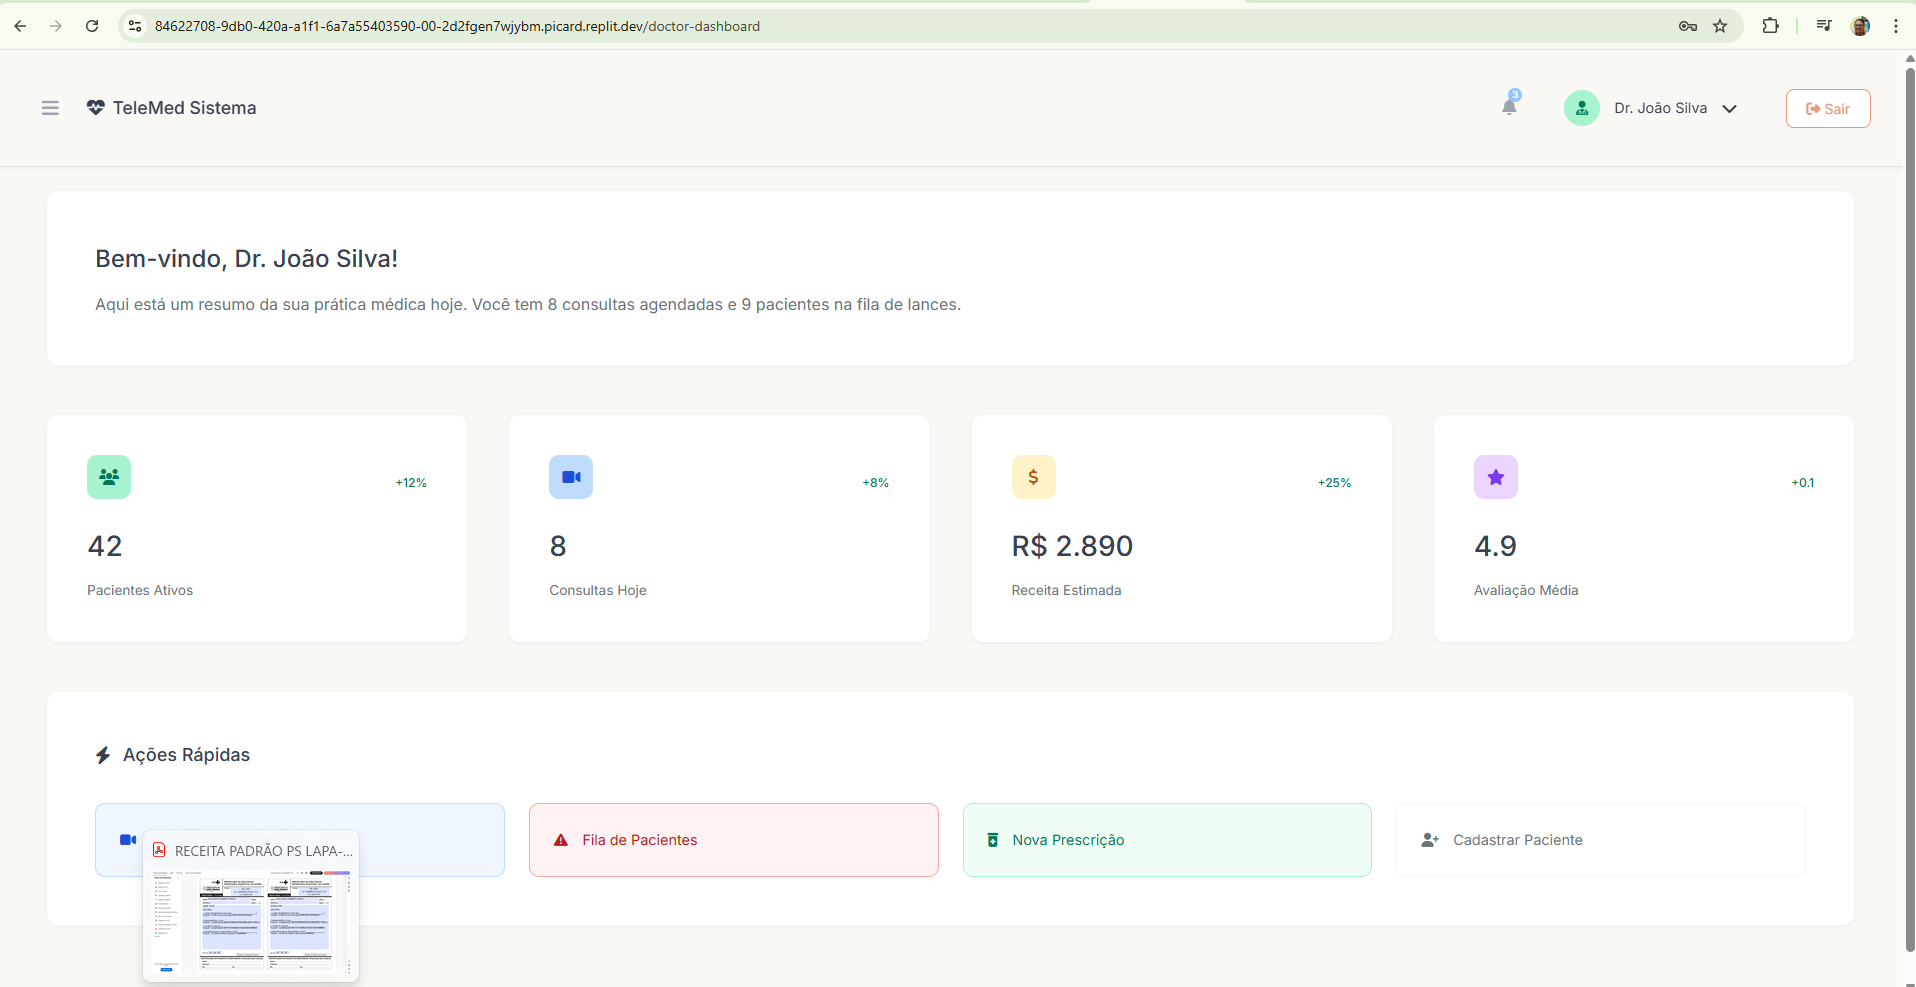 84622708-9db0-420a-a1f1-6a7a55403590-00-2d2fgen7wjybm.picard.replit.dev/doctor-dashboard
TeleMed Sistema
3
Dr. João Silva
Sair
Bem-vindo, Dr. João Silva!
Aqui está um resumo da sua prática médica hoje. Você tem 8 consultas agendadas e 9 pacientes na fila de lances.
+12%
42
Pacientes Ativos
+8%
8
Consultas Hoje
$
+25%
R$ 2.890
Receita Estimada
+0.1
4.9
Avaliação Média
Ações Rápidas
Fila de Pacientes
Nova Prescrição
Cadastrar Paciente
RECEITA PADRÃO PS LAPA-...